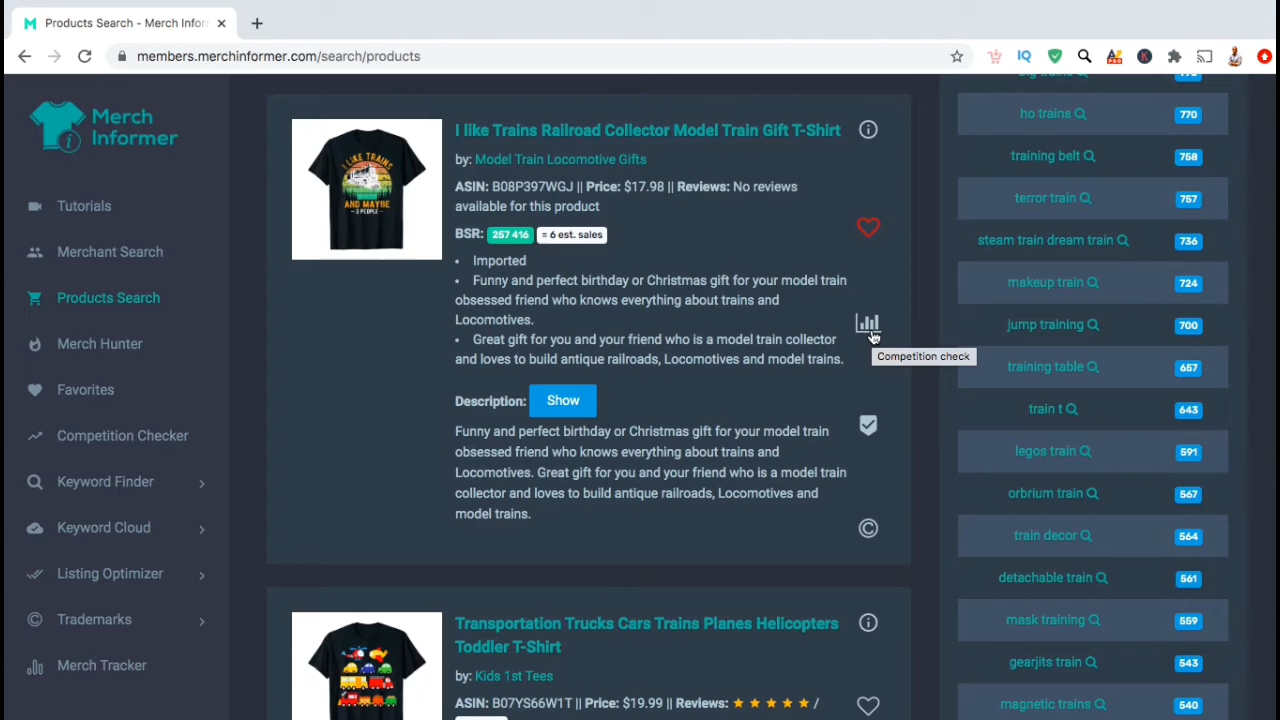 Products Search - Merch Infor
members.merchinformer.com/search/products
IQ
PRO
K
Merch
Informer
Tutorials
Merchant Search
Products Search
Merch Hunter
Favorites
Competition Checker
Keyword Finder
Keyword Cloud
Listing Optimizer
Trademarks
Merch Tracker
I LIKE TRAINS
AND MAYBE
- 3 PEOPLE -
I like Trains Railroad Collector Model Train Gift T-Shirt
by: Model Train Locomotive Gifts
ASIN: B08P397WGJ || Price: $17.98 || Reviews: No reviews
available for this product
BSR: 257 416 = 6 est. sales
• Imported
• Funny and perfect birthday or Christmas gift for your model train
obsessed friend who knows everything about trains and
Locomotives.
• Great gift for you and your friend who is a model train collector
and loves to build antique railroads, Locomotives and model trains.
Description: Show
Funny and perfect birthday or Christmas gift for your model train
obsessed friend who knows everything about trains and
Locomotives. Great gift for you and your friend who is a model train
collector and loves to build antique railroads, Locomotives and
model trains.
Competition check
Transportation Trucks Cars Trains Planes Helicopters
Toddler T-Shirt
by: Kids 1st Tees
ASIN: B07YS66W1T || Price: $19.99 || Reviews: ★ ★ ★ ★ ★ /
ho trains 770
training belt 758
terror train 757
steam train dream train 736
makeup train 724
jump training 700
training table 657
train t 643
legos train 591
orbrium train 567
train decor 564
detachable train 561
mask training 559
gearjits train 543
magnetic trains 540